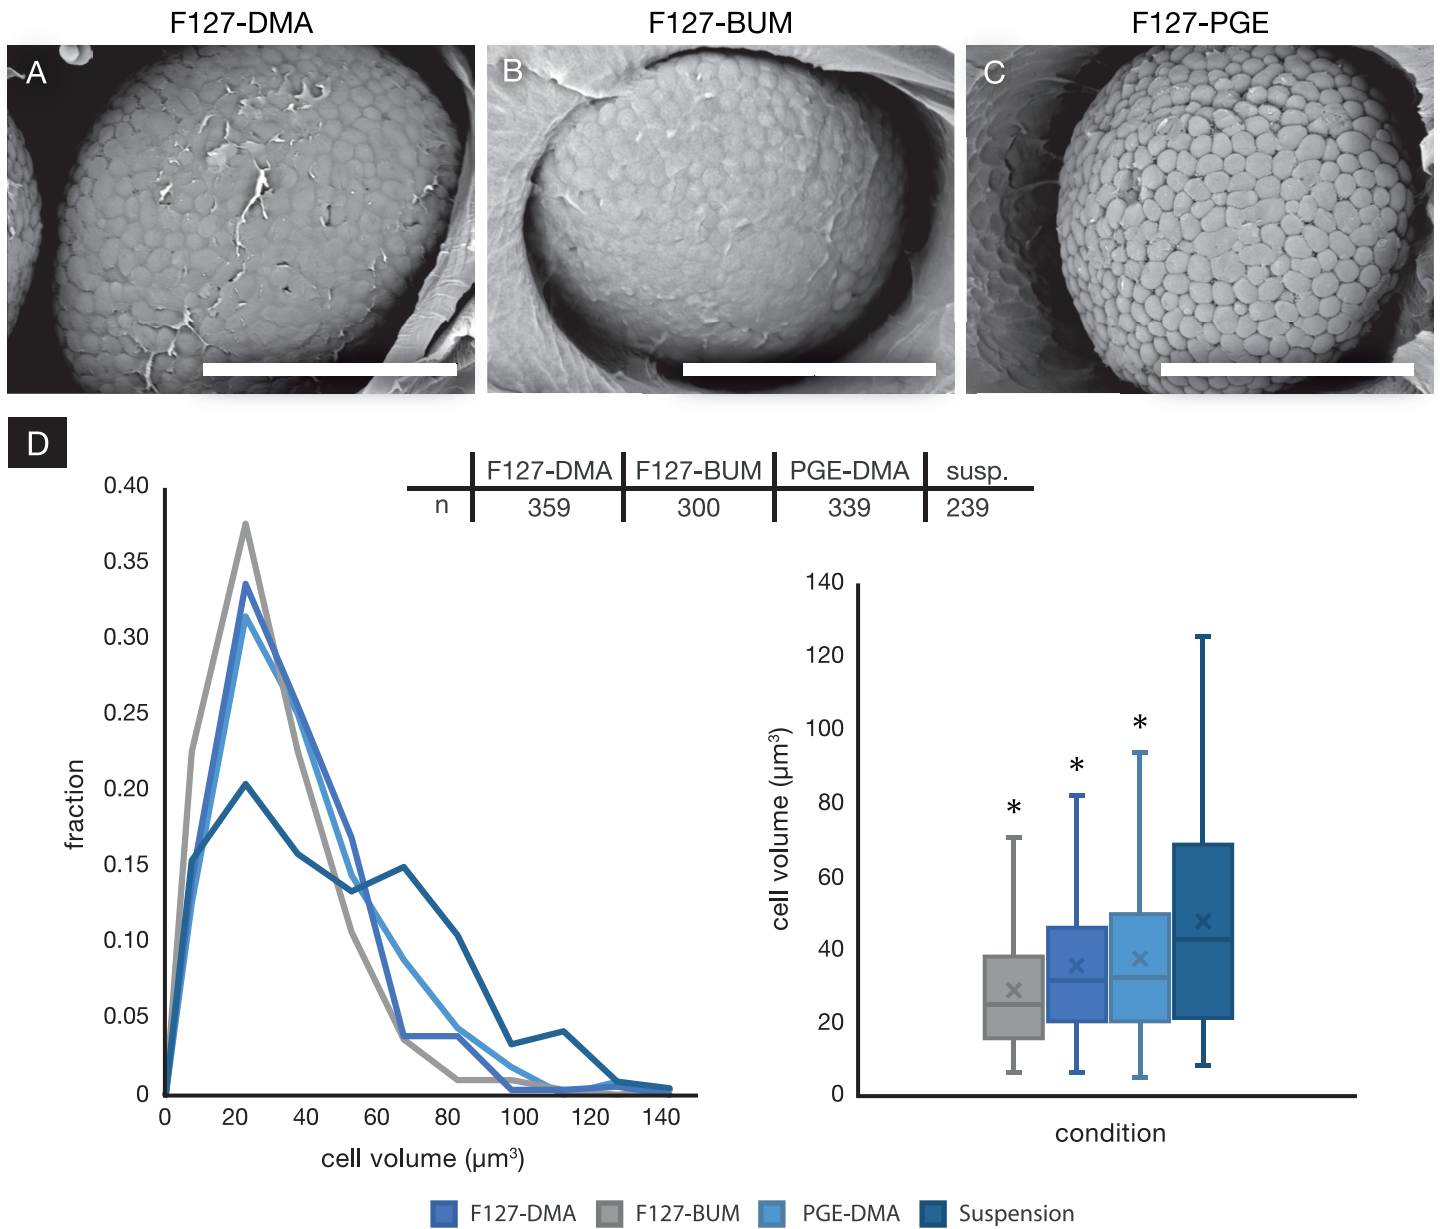 F127-DMA
F127-BUM
F127-PGE
A
B
C
D
F127-DMA F127-BUM PGE-DMA susp.
n 359 300 339 239
0.40
0.35
0.30
0.25
0.20
0.15
0.10
0.05
0
fraction
0 20 40 60 80 100 120 140
cell volume (µm³)
140
120
100
80
60
40
20
0
cell volume (µm³)
*
*
*
condition
F127-DMA F127-BUM PGE-DMA Suspension